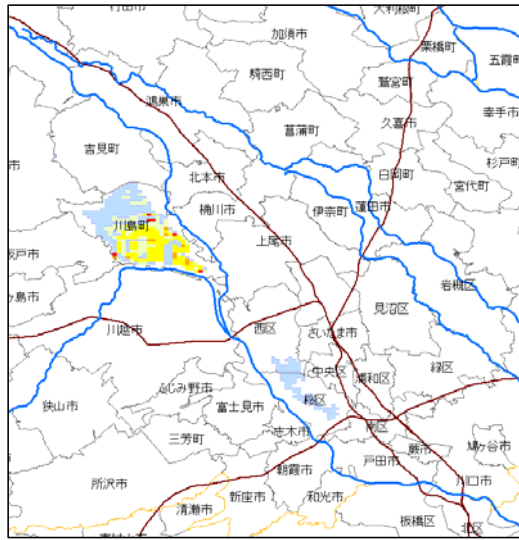 大利根町
加須市
栗橋町
五霞町
騎西町
鷲宮町
鴻巣市
幸手市
久喜市
菖蒲町
吉見町
杉戸町
白岡町
北本市
宮代町
桶川市
伊奈町
蓮田市
川島町
上尾市
岩槻区
見沼区
川越市
西区
さいたま市
中央区
浦和区
緑区
ふじみ野市
桜区
狭山市
富士見市
南区
志木市
三芳町
蕨市
鳩ヶ谷市
戸田市
朝霞市
所沢市
川口市
新座市
和光市
清瀬市
板橋区
北区